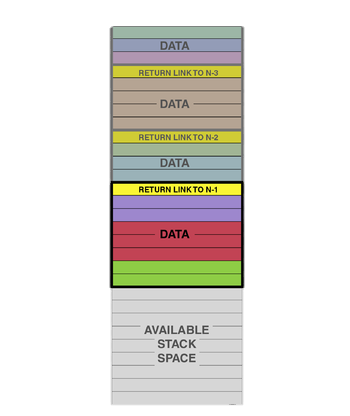 DATA
RETURN LINK TO N-3
DATA
RETURN LINK TO N-2
DATA
RETURN LINK TO N-1
DATA
AVAILABLE
STACK
SPACE